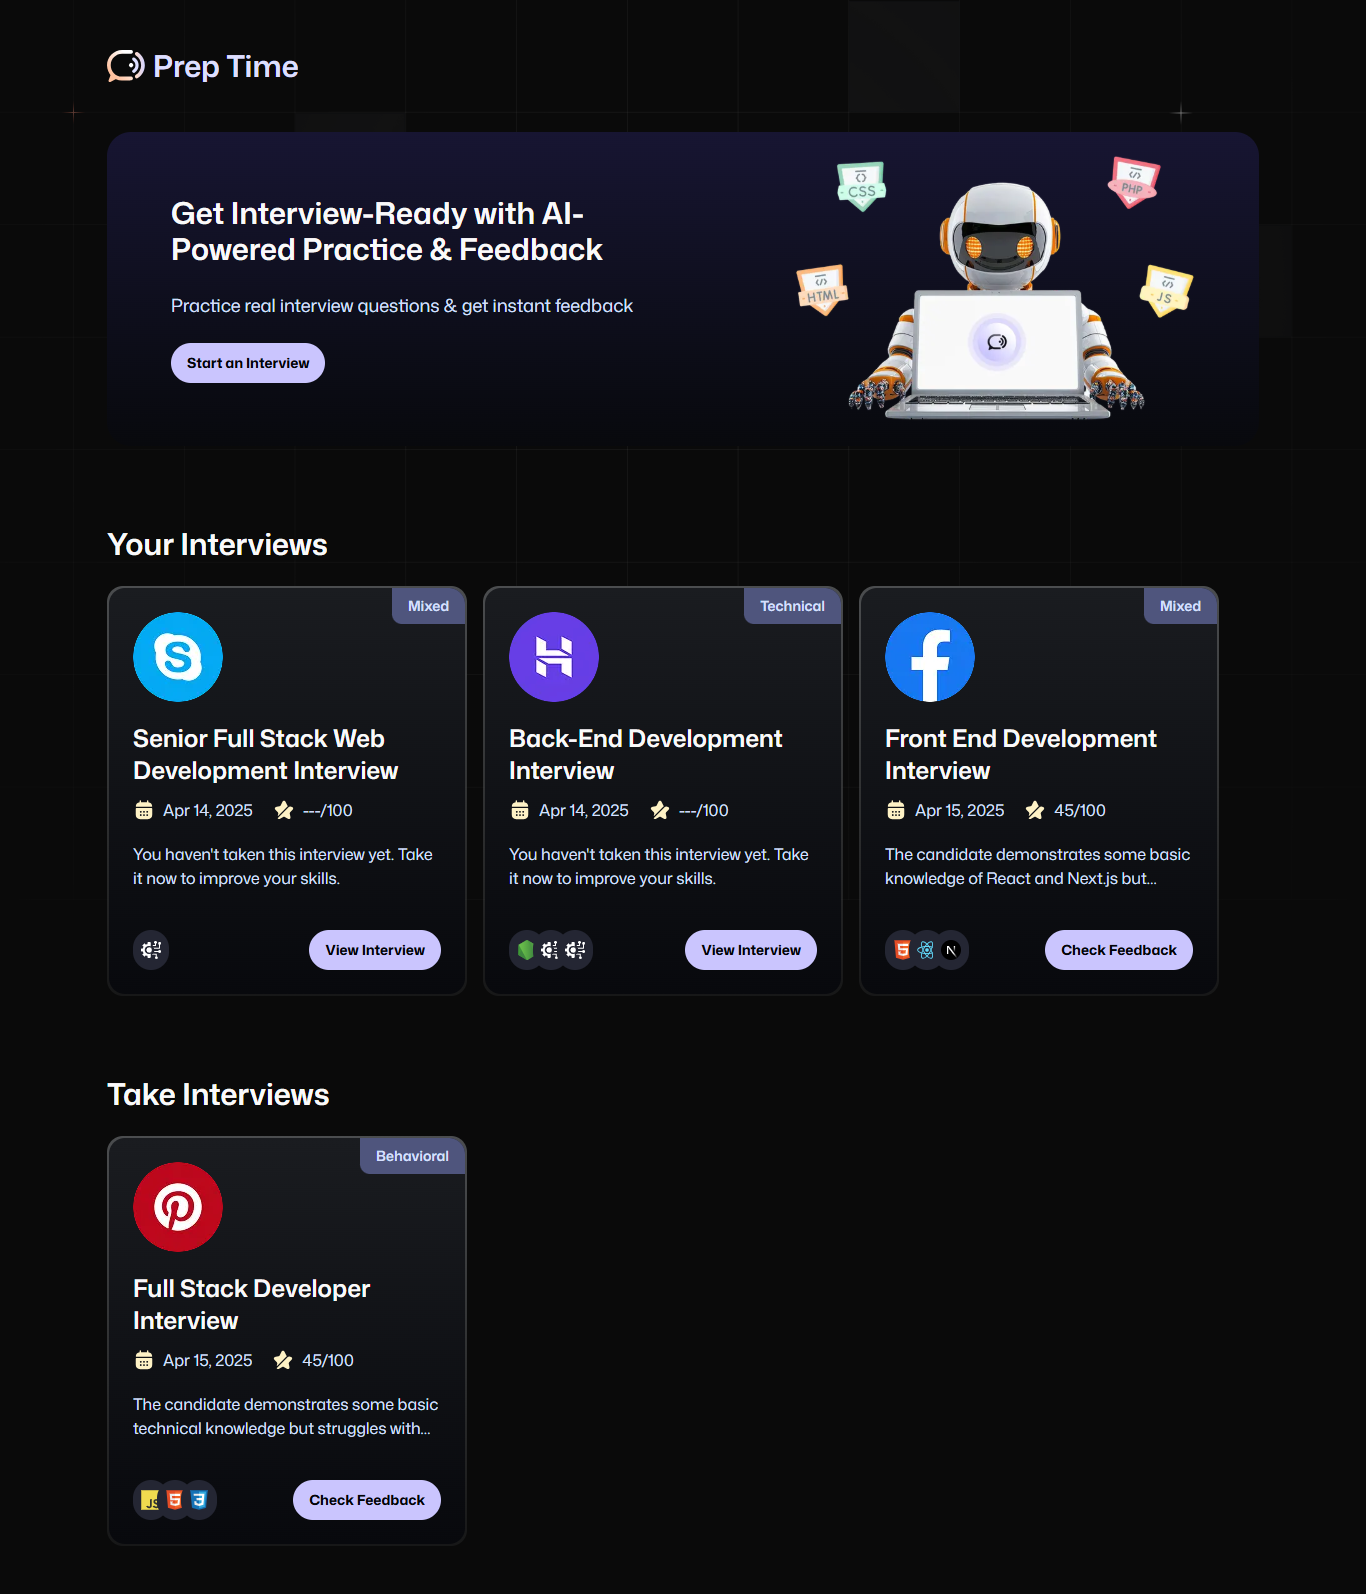 Prep Time
CSS
PHP
Get Interview-Ready with AI-
Powered Practice & Feedback
HTML
JS
Practice real interview questions & get instant feedback
Start an Interview
Your Interviews
Mixed
Senior Full Stack Web
Development Interview
Apr 14, 2025 ---/100
You haven't taken this interview yet. Take
it now to improve your skills.
View Interview
Technical
Back-End Development
Interview
Apr 14, 2025 ---/100
You haven't taken this interview yet. Take
it now to improve your skills.
View Interview
Mixed
Front End Development
Interview
Apr 15, 2025 45/100
The candidate demonstrates some basic
knowledge of React and Next.js but...
5 N
Check Feedback
Take Interviews
Behavioral
Full Stack Developer
Interview
Apr 15, 2025 45/100
The candidate demonstrates some basic
technical knowledge but struggles with...
JS 5 3
Check Feedback